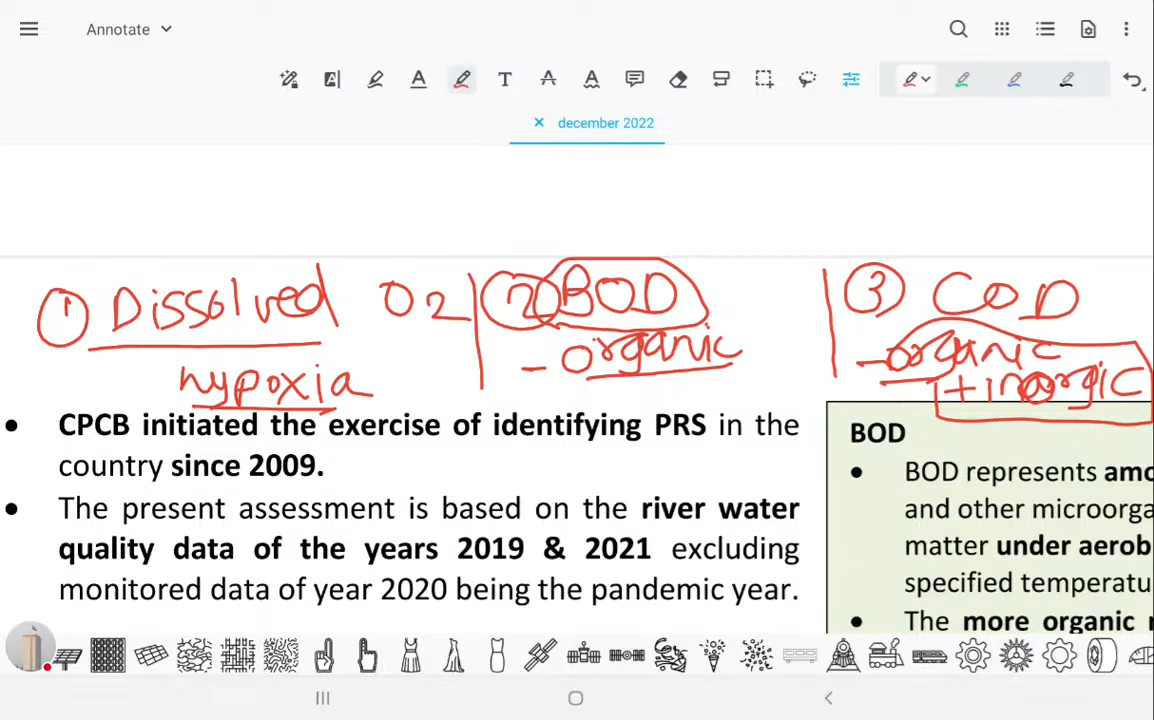 Annotate
december 2022
① Dissolved O2
② BOD
③ COD
hypoxia
- organic
- organic
+ inorgic
• CPCB initiated the exercise of identifying PRS in the
country since 2009.
• The present assessment is based on the river water
quality data of the years 2019 & 2021 excluding
monitored data of year 2020 being the pandemic year.
BOD
• BOD represents amo
and other microorga
matter under aerob
specified temperatu
• The more organic